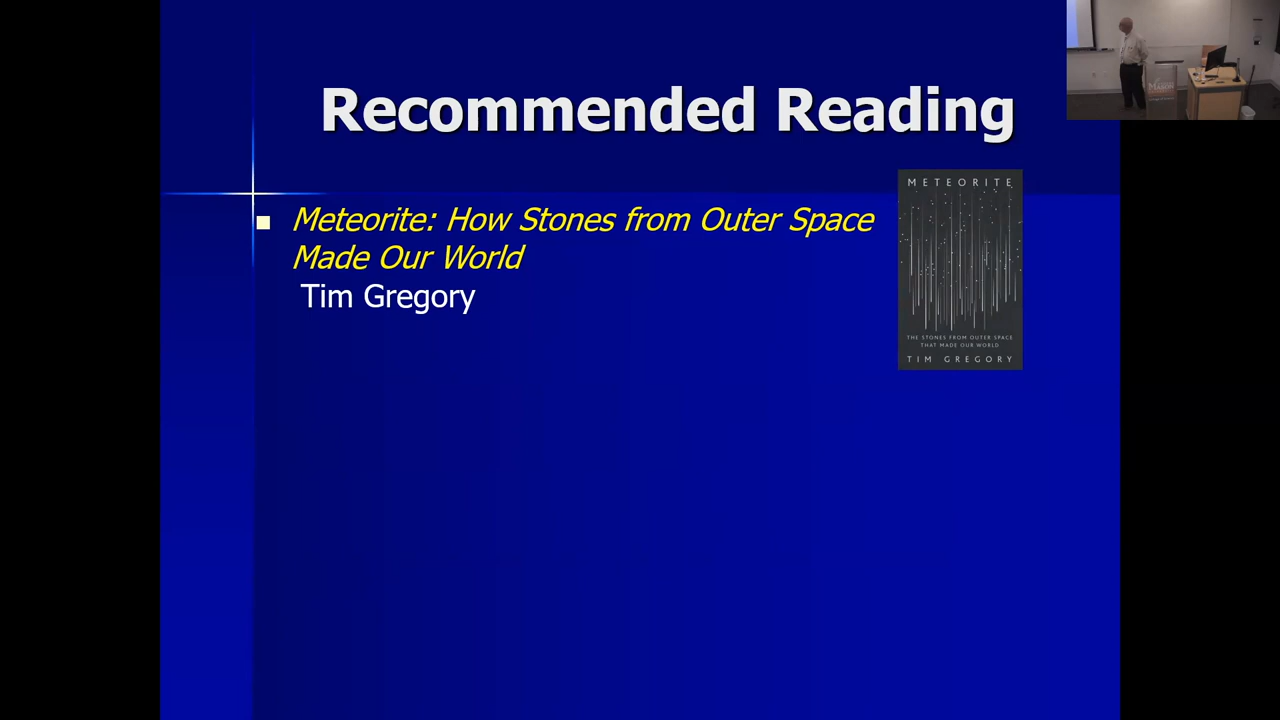 Recommended Reading
Meteorite: How Stones from Outer Space
Made Our World
Tim Gregory
METEORITE
THE STONES FROM OUTER SPACE
THAT MADE OUR WORLD
TIM GREGORY